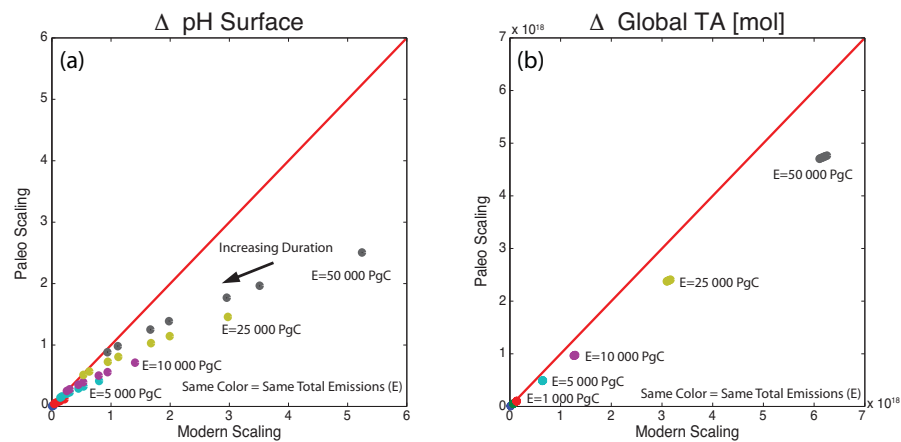 Δ pH Surface
(a)
6
5
4
3
2
1
0
0
1
2
3
4
5
6
Paleo Scaling
Modern Scaling
Increasing Duration
E=50 000 PgC
E=25 000 PgC
E=10 000 PgC
E=5 000 PgC
Same Color = Same Total Emissions (E)
Δ Global TA [mol]
x 10¹⁸
(b)
7
6
5
4
3
2
1
0
0
1
2
3
4
5
6
7
x 10¹⁸
Paleo Scaling
Modern Scaling
E=50 000 PgC
E=25 000 PgC
E=10 000 PgC
E=5 000 PgC
E=1 000 PgC
Same Color = Same Total Emissions (E)